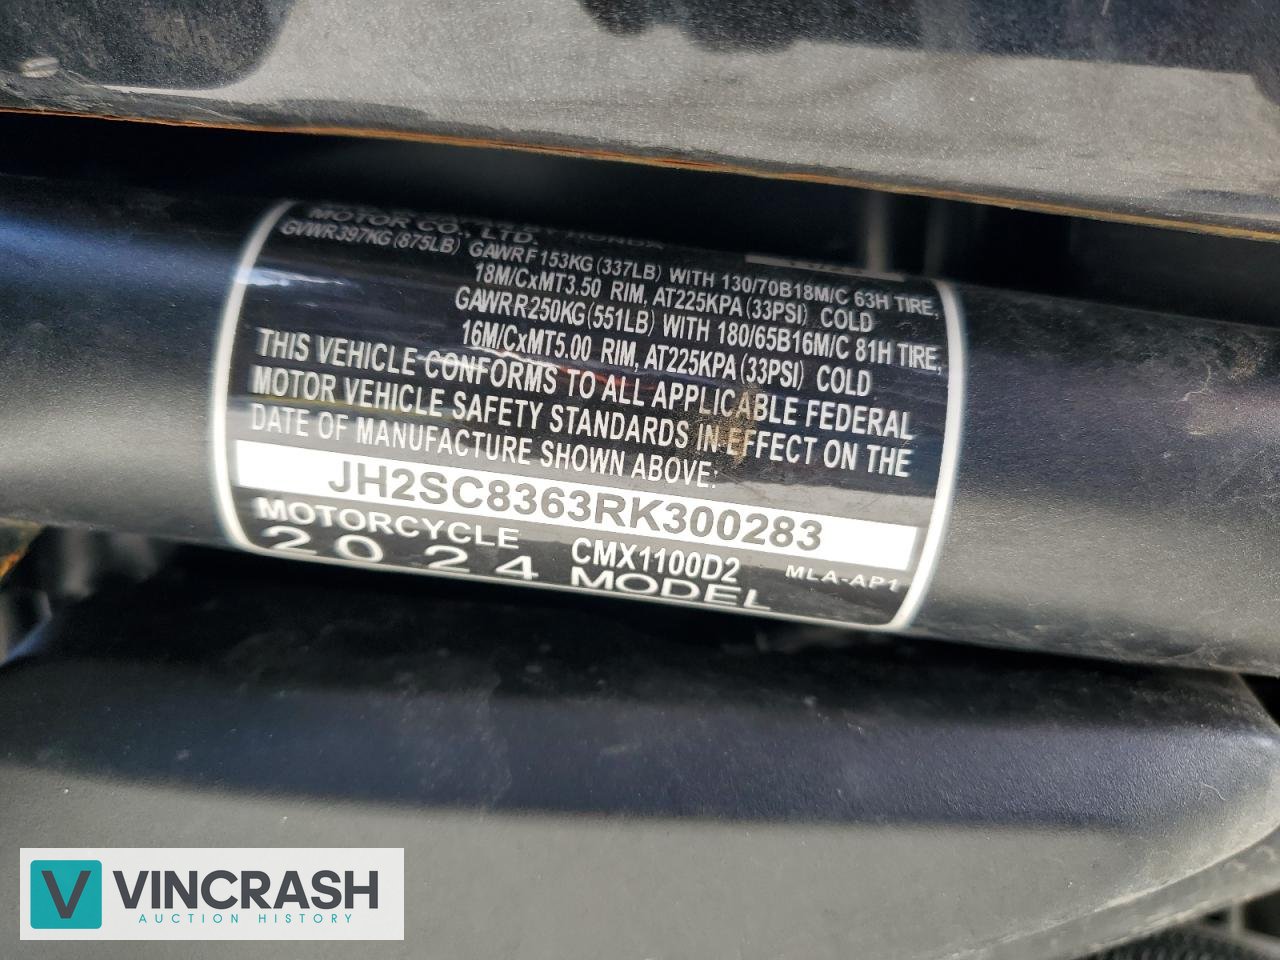 HONDA
MOTOR CO., LTD.
GVWR397KG(875LB) GAWR F153KG(337LB) WITH 130/70B18M/C 63H TIRE,
18M/CxMT3.50 RIM, AT225KPA(33PSI) COLD
GAWR R250KG(551LB) WITH 180/65B16M/C 81H TIRE,
16M/CxMT5.00 RIM, AT225KPA(33PSI) COLD
THIS VEHICLE CONFORMS TO ALL APPLICABLE FEDERAL
MOTOR VEHICLE SAFETY STANDARDS IN EFFECT ON THE
DATE OF MANUFACTURE SHOWN ABOVE:
JH2SC8363RK300283
MOTORCYCLE CMX1100D2 MLA-AP1
2024 MODEL
V VINCRASH
AUCTION HISTORY